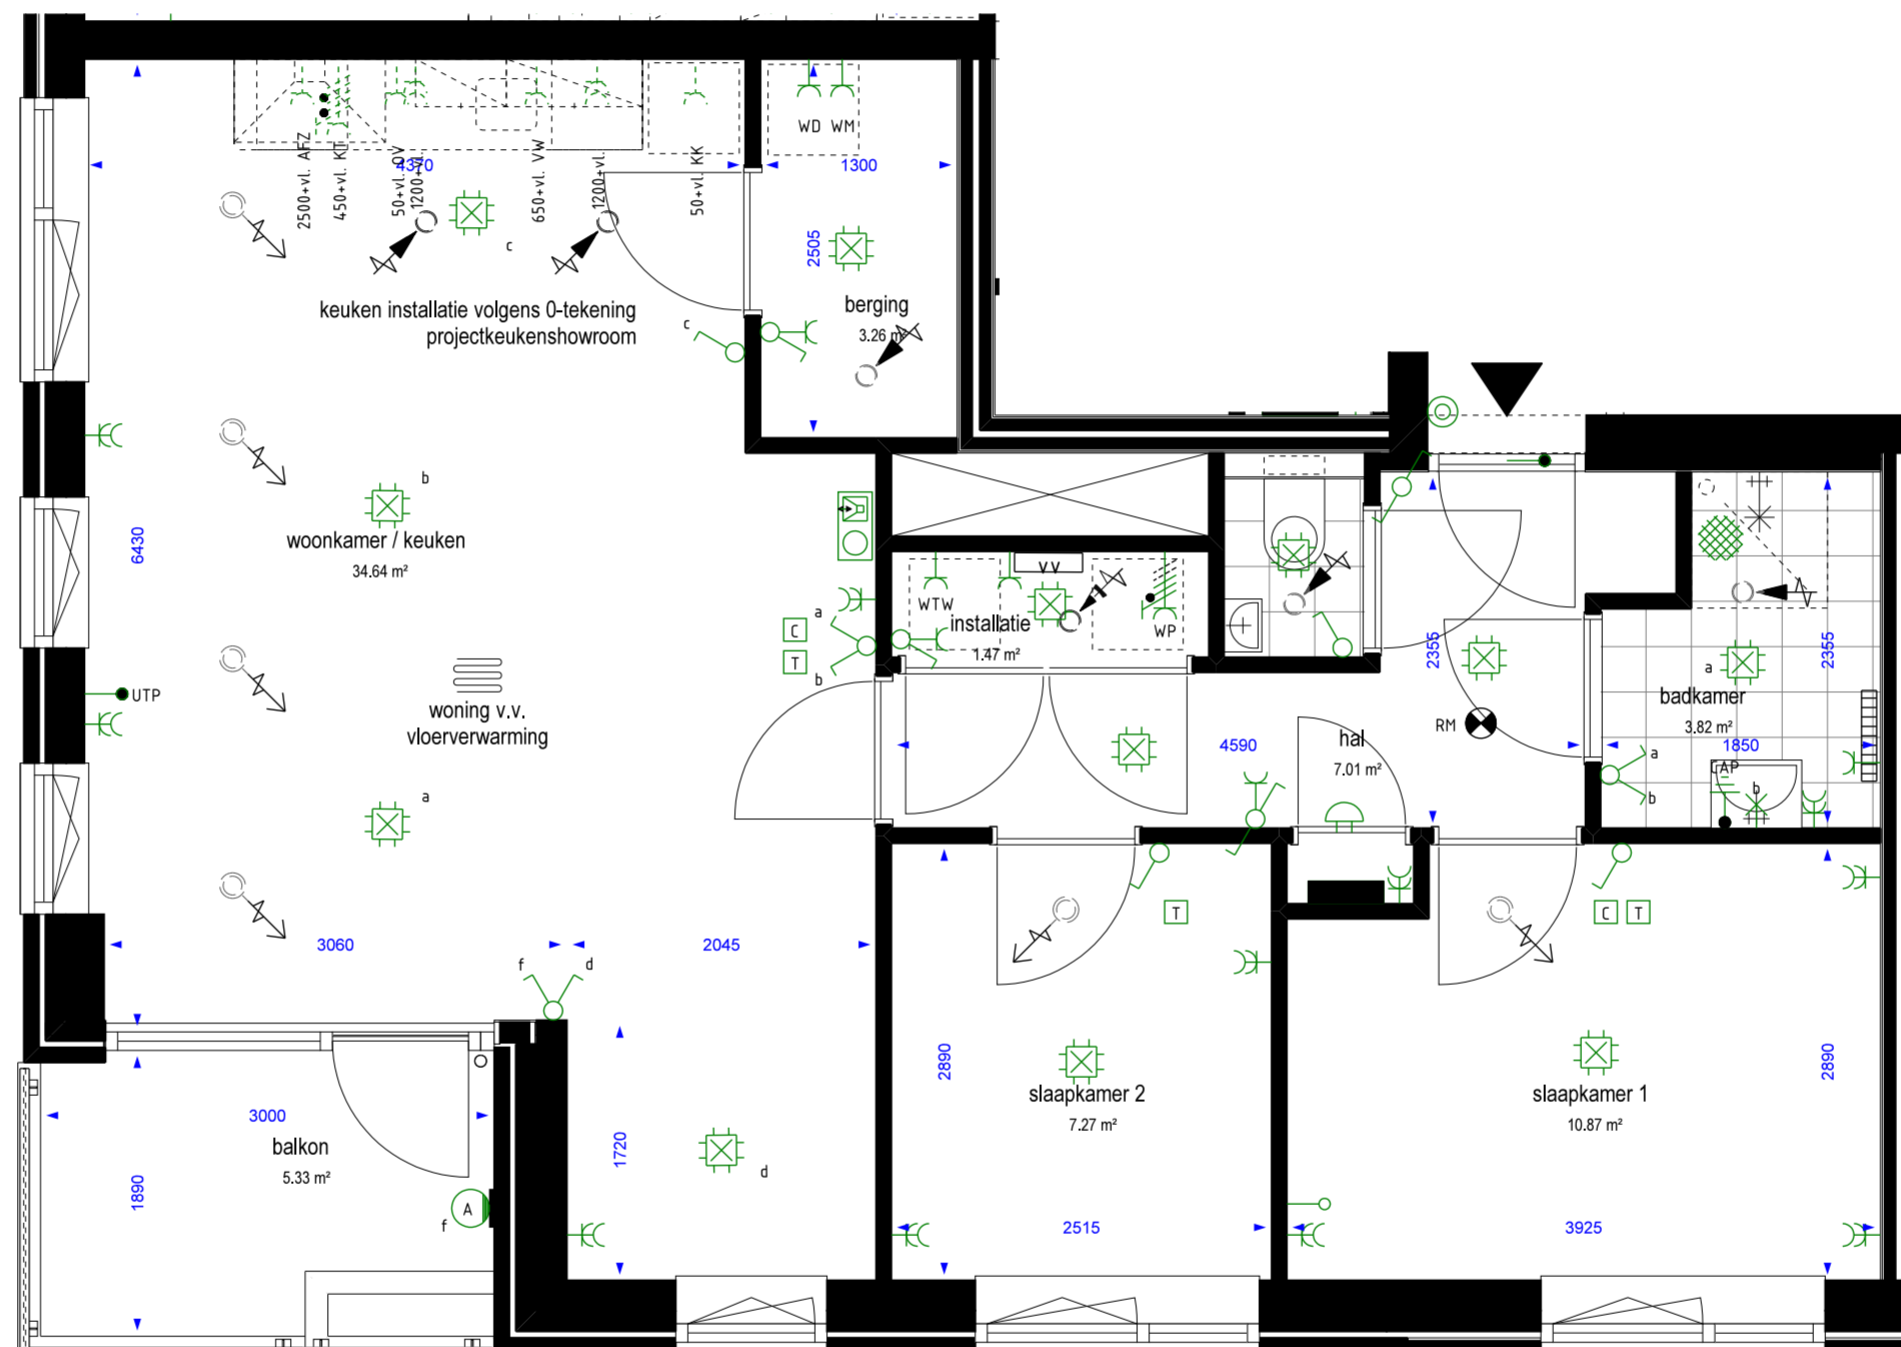 2500+vl. AFZ
450+vl. KT
50+vl. OV
1200+vl.
650+vl. VW
1200+vl.
50+vl. KK
WD WM
4370
1300
2505
c
keuken installatie volgens 0-tekening
projectkeukenshowroom
c
berging
3.26 m²
b
woonkamer / keuken
34.64 m²
6430
VV
WTW
installatie
1.47 m²
WP
a
C
T
b
UTP
woning v.v.
vloerverwarming
2355
2355
a
badkamer
3.82 m²
RM
hal
7.01 m²
4590
1850
a
b
CAP
b
a
3060
2045
f
d
T
C
T
2890
2890
slaapkamer 2
7.27 m²
slaapkamer 1
10.87 m²
3000
balkon
5.33 m²
1890
1720
d
A
f
2515
3925